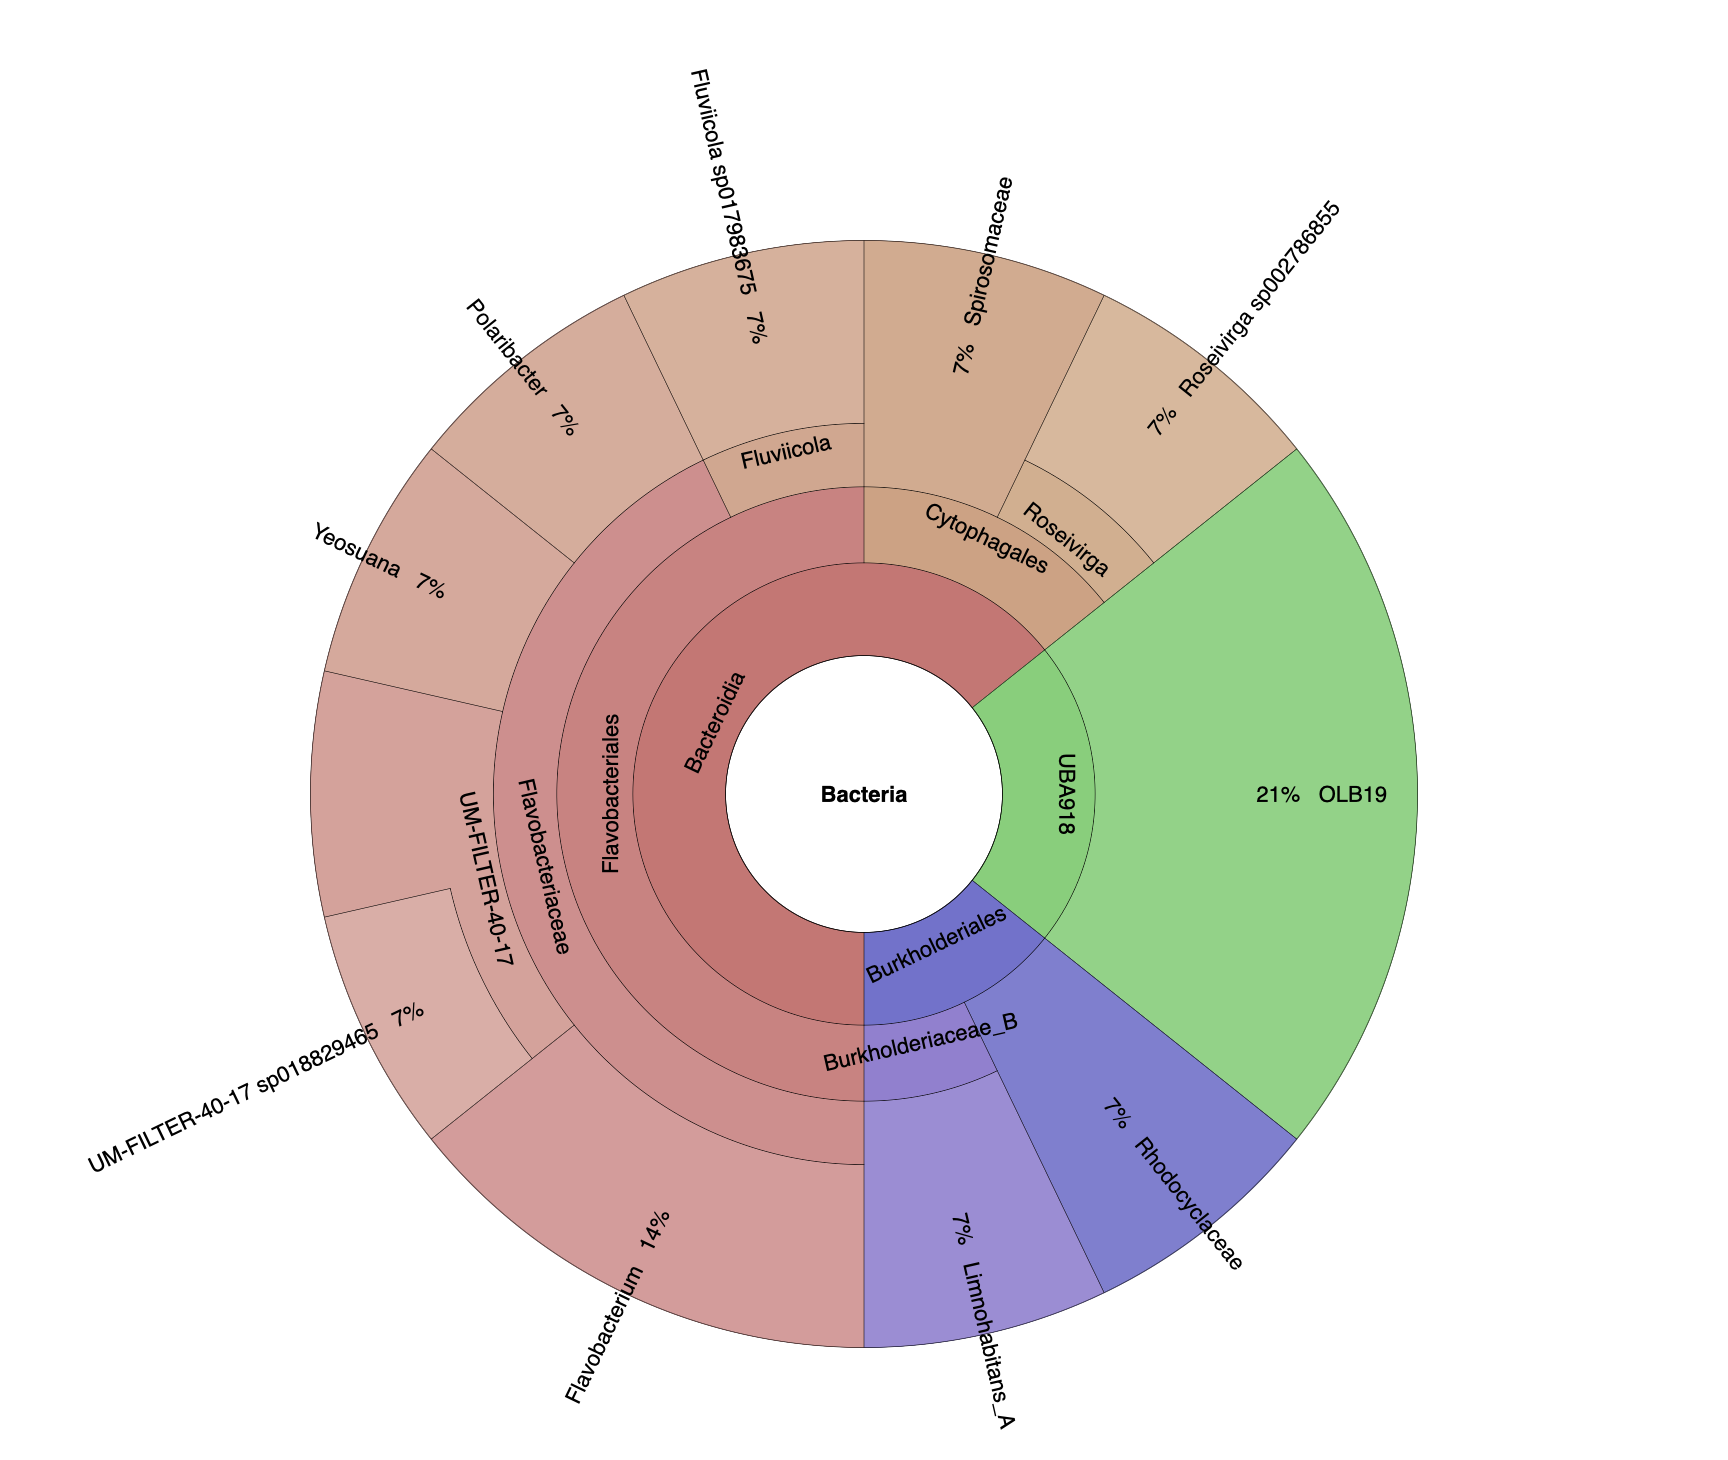 Fluviicola sp017983675 7%
7% Spirosomaceae
7% Roseivirga sp002786855
Polaribacter 7%
Fluviicola
Cytophagales
Roseivirga
Yeosuana 7%
Bacteroidia
Flavobacteriales
Bacteria
UBA918
21% OLB19
Flavobacteriaceae
UM-FILTER-40-17
Burkholderiales
UM-FILTER-40-17 sp018829465 7%
Burkholderiaceae_B
7% Rhodocyclaceae
Flavobacterium 14%
7% Limnohabitans_A